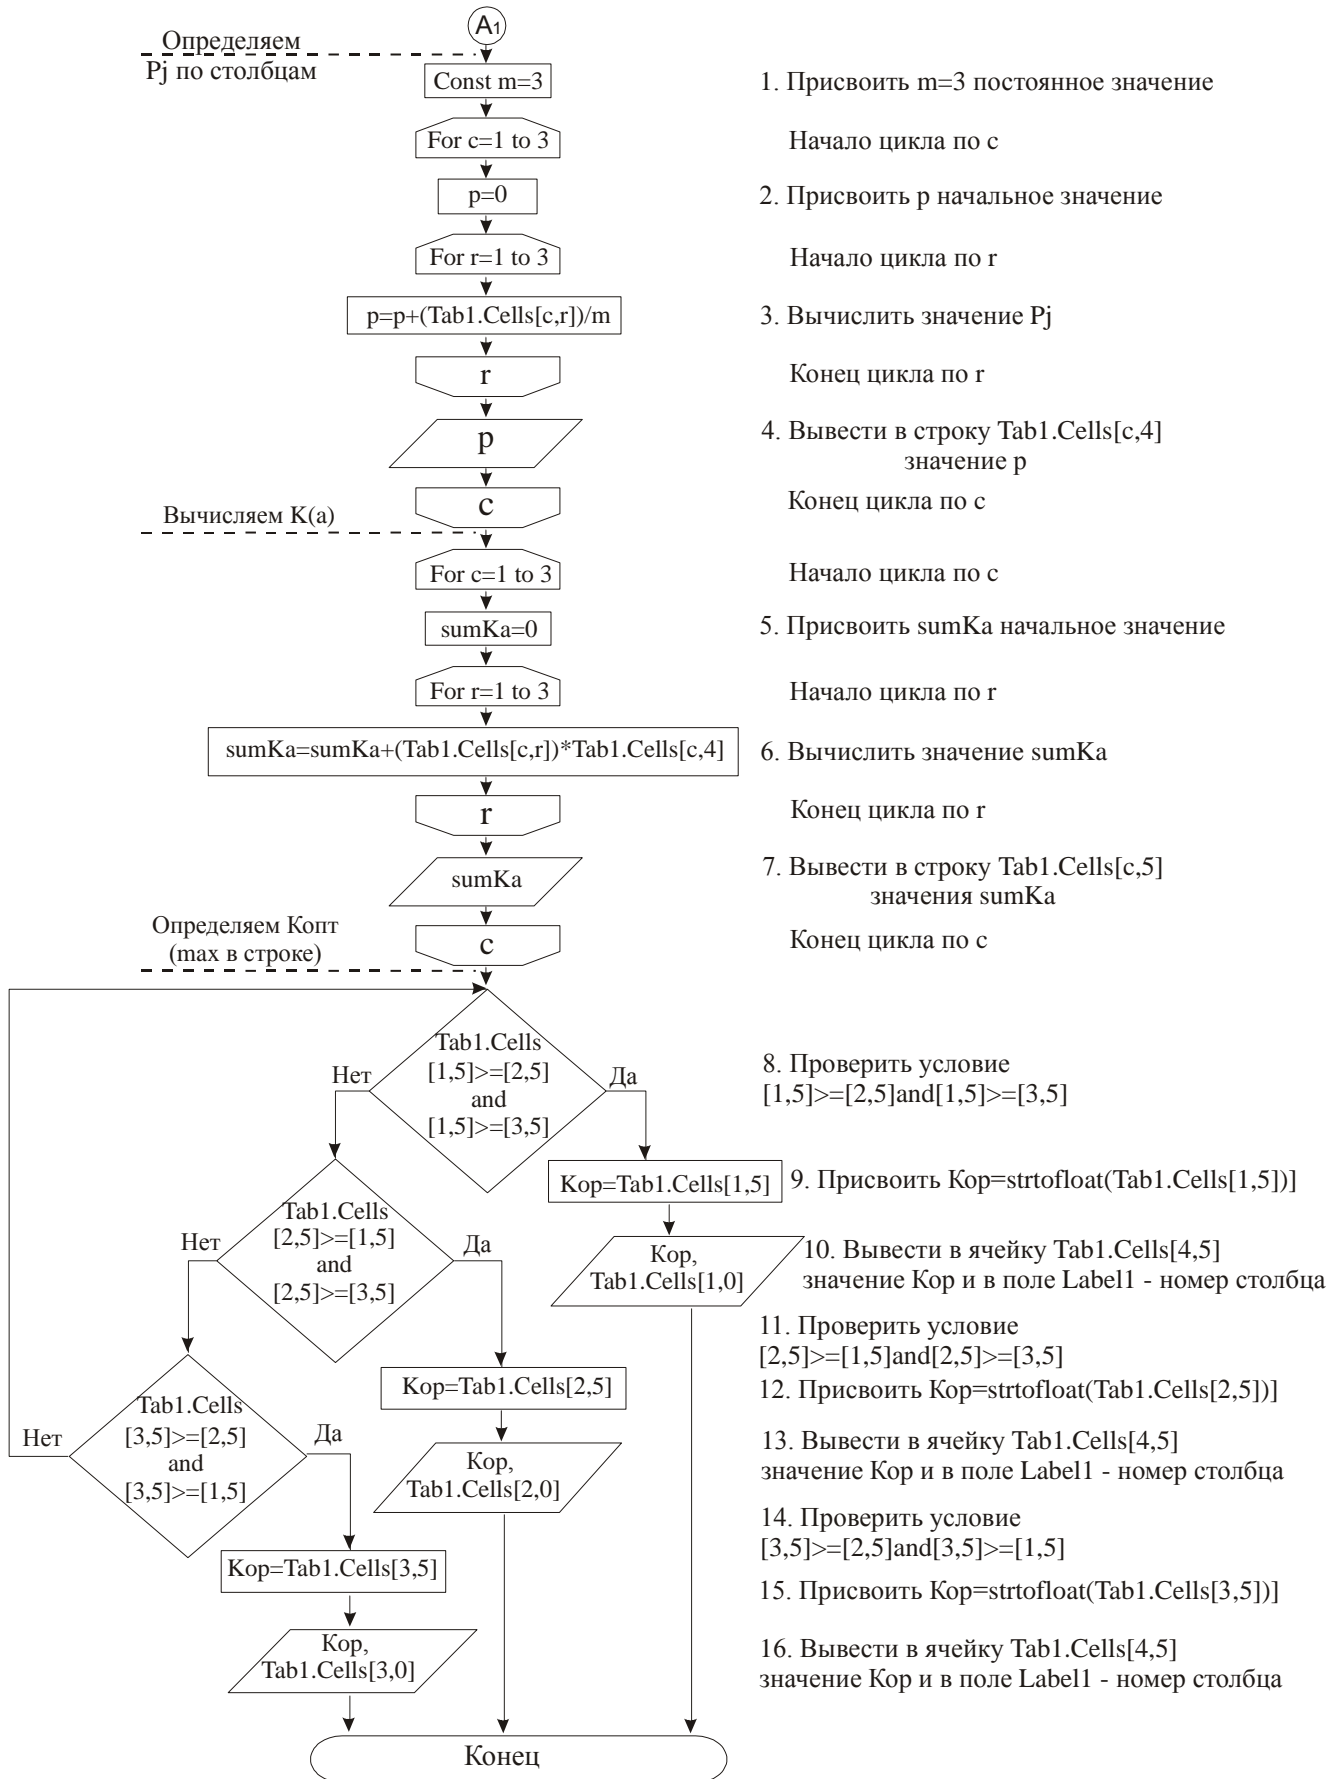 A1
Определяем
Pj по столбцам
Const m=3
1. Присвоить m=3 постоянное значение
For c=1 to 3
Начало цикла по c
p=0
2. Присвоить p начальное значение
For r=1 to 3
Начало цикла по r
p=p+(Tab1.Cells[c,r])/m
3. Вычислить значение Pj
r
Конец цикла по r
p
4. Вывести в строку Tab1.Cells[c,4]
значение p
c
Конец цикла по c
Вычисляем K(a)
For c=1 to 3
Начало цикла по c
sumKa=0
5. Присвоить sumKa начальное значение
For r=1 to 3
Начало цикла по r
sumKa=sumKa+(Tab1.Cells[c,r])*Tab1.Cells[c,4]
6. Вычислить значение sumKa
r
Конец цикла по r
sumKa
7. Вывести в строку Tab1.Cells[c,5]
значения sumKa
Определяем Копт
(max в строке)
c
Конец цикла по c
Tab1.Cells
[1,5]>=[2,5]
and
[1,5]>=[3,5]
Нет
Да
8. Проверить условие
[1,5]>=[2,5]and[1,5]>=[3,5]
Kop=Tab1.Cells[1,5]
9. Присвоить Kop=strtofloat(Tab1.Cells[1,5])]
Tab1.Cells
[2,5]>=[1,5]
and
[2,5]>=[3,5]
Нет
Да
Kop,
Tab1.Cells[1,0]
10. Вывести в ячейку Tab1.Cells[4,5]
значение Kop и в поле Label1 - номер столбца
11. Проверить условие
[2,5]>=[1,5]and[2,5]>=[3,5]
Kop=Tab1.Cells[2,5]
12. Присвоить Kop=strtofloat(Tab1.Cells[2,5])]
Tab1.Cells
[3,5]>=[2,5]
and
[3,5]>=[1,5]
Нет
Да
Kop,
Tab1.Cells[2,0]
13. Вывести в ячейку Tab1.Cells[4,5]
значение Kop и в поле Label1 - номер столбца
14. Проверить условие
[3,5]>=[2,5]and[3,5]>=[1,5]
Kop=Tab1.Cells[3,5]
15. Присвоить Kop=strtofloat(Tab1.Cells[3,5])]
Kop,
Tab1.Cells[3,0]
16. Вывести в ячейку Tab1.Cells[4,5]
значение Kop и в поле Label1 - номер столбца
Конец